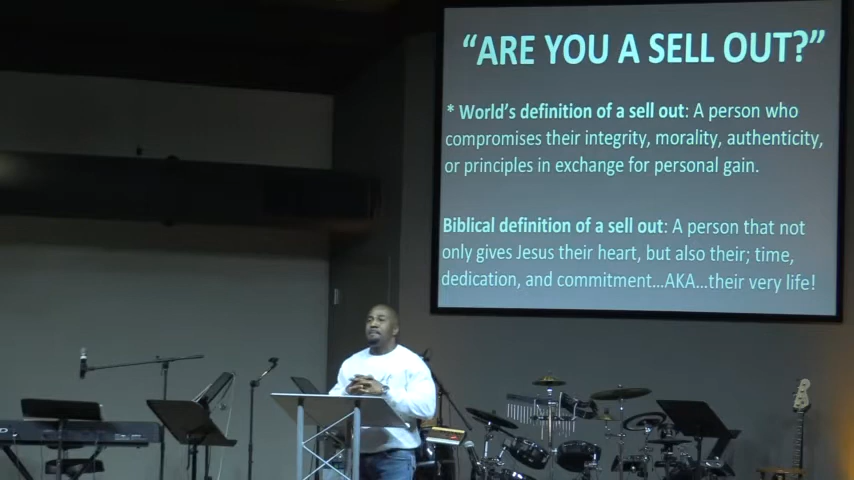 “ARE YOU A SELL OUT?”
* World’s definition of a sell out: A person who
compromises their integrity, morality, authenticity,
or principles in exchange for personal gain.
Biblical definition of a sell out: A person that not
only gives Jesus their heart, but also their; time,
dedication, and commitment...AKA...their very life!